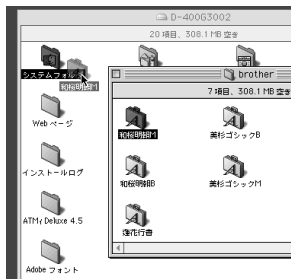 D-400G3002
20 項目、308.1 MB 空き
システムフォル
和桜明朝M
Web ページ
インストールログ
ATM Deluxe 4.5
Adobe フォント
brother
7 項目、308.1 MB 空き
和桜明朝M
美杉ゴシックB
和桜明朝B
美杉ゴシックM
蓬花行書